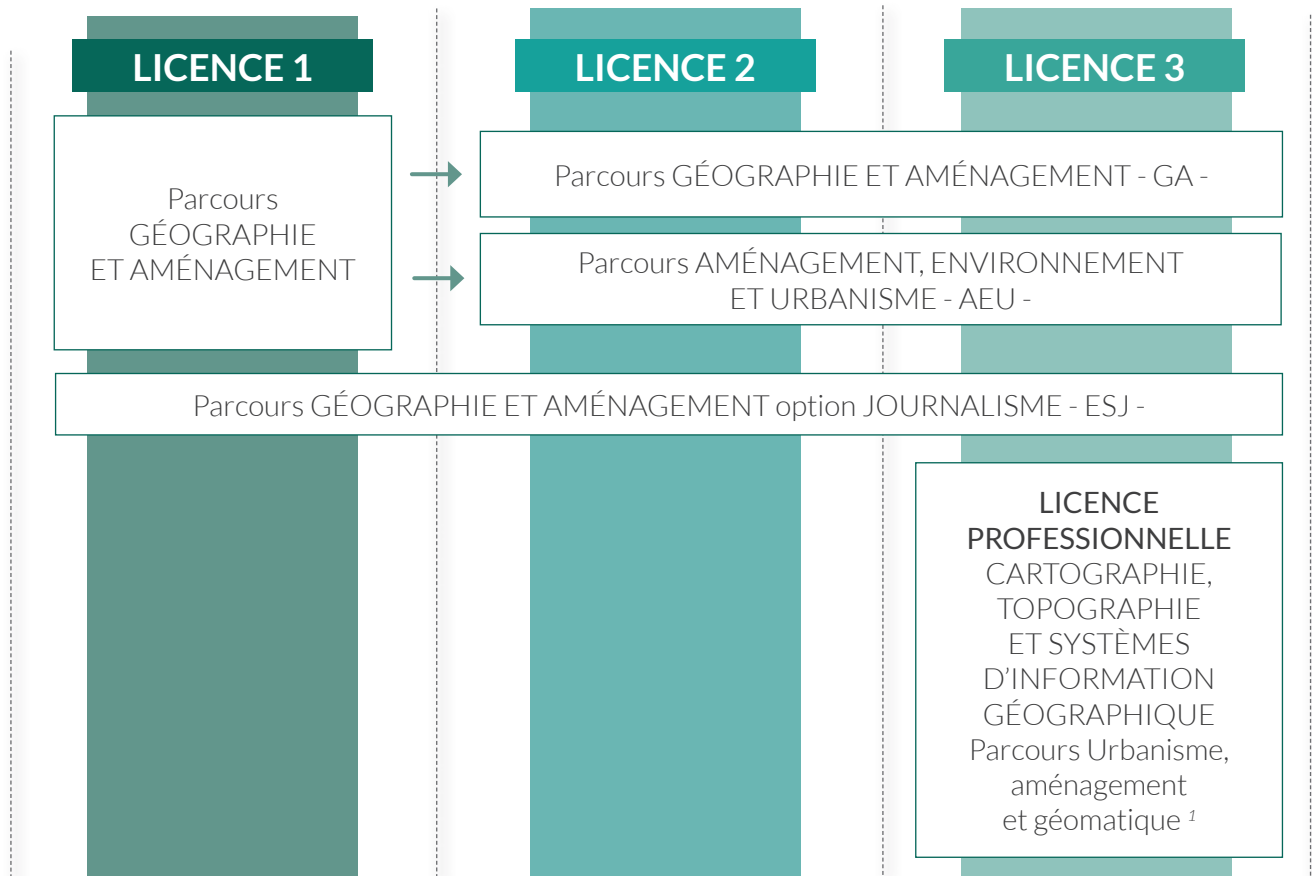 LICENCE 1
LICENCE 2
LICENCE 3
Parcours
GÉOGRAPHIE
ET AMÉNAGEMENT
Parcours GÉOGRAPHIE ET AMÉNAGEMENT - GA -
Parcours AMÉNAGEMENT, ENVIRONNEMENT
ET URBANISME - AEU -
Parcours GÉOGRAPHIE ET AMÉNAGEMENT option JOURNALISME - ESJ -
LICENCE
PROFESSIONNELLE
CARTOGRAPHIE,
TOPOGRAPHIE
ET SYSTÈMES
D’INFORMATION
GÉOGRAPHIQUE
Parcours Urbanisme,
aménagement
et géomatique ¹